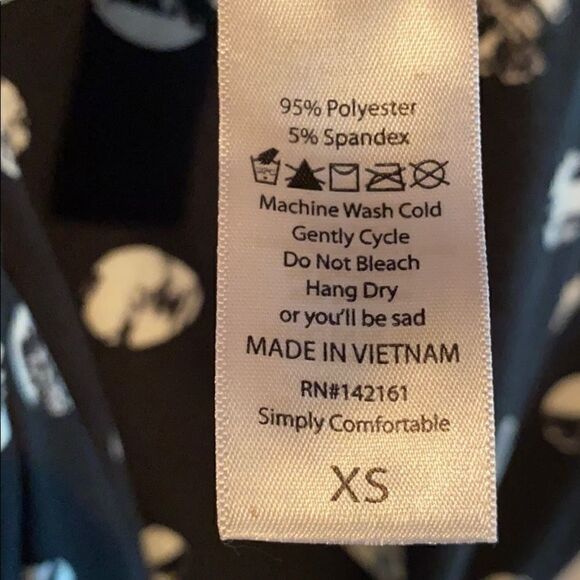 95% Polyester
5% Spandex
Machine Wash Cold
Gently Cycle
Do Not Bleach
Hang Dry
or you'll be sad
MADE IN VIETNAM
RN#142161
Simply Comfortable
XS